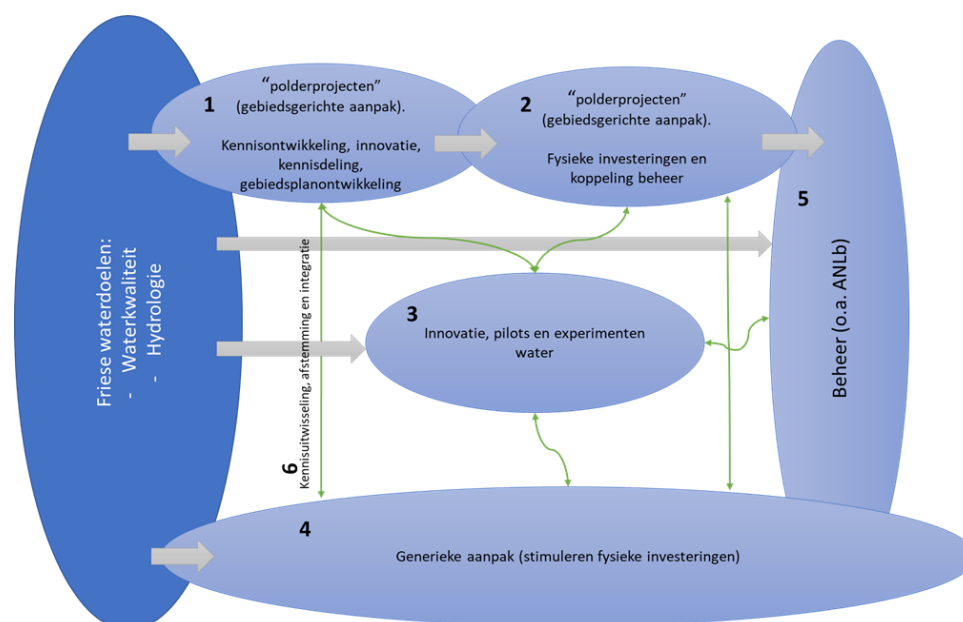 Friese waterdoelen:
- Waterkwaliteit
- Hydrologie
1
“polderprojecten”
(gebiedsgerichte aanpak).
Kennisontwikkeling, innovatie,
kennisdeling,
gebiedsplanontwikkeling
2
“polderprojecten”
(gebiedsgerichte aanpak).
Fysieke investeringen en
koppeling beheer
3
Innovatie, pilots en experimenten
water
4
Generieke aanpak (stimuleren fysieke investeringen)
5
Beheer (o.a. ANLb)
6
Kennisuitwisseling, afstemming en integratie